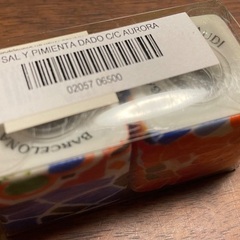 SAL Y PIMIENTA DADO C/C AURORA
02057 06500
BARCELONA